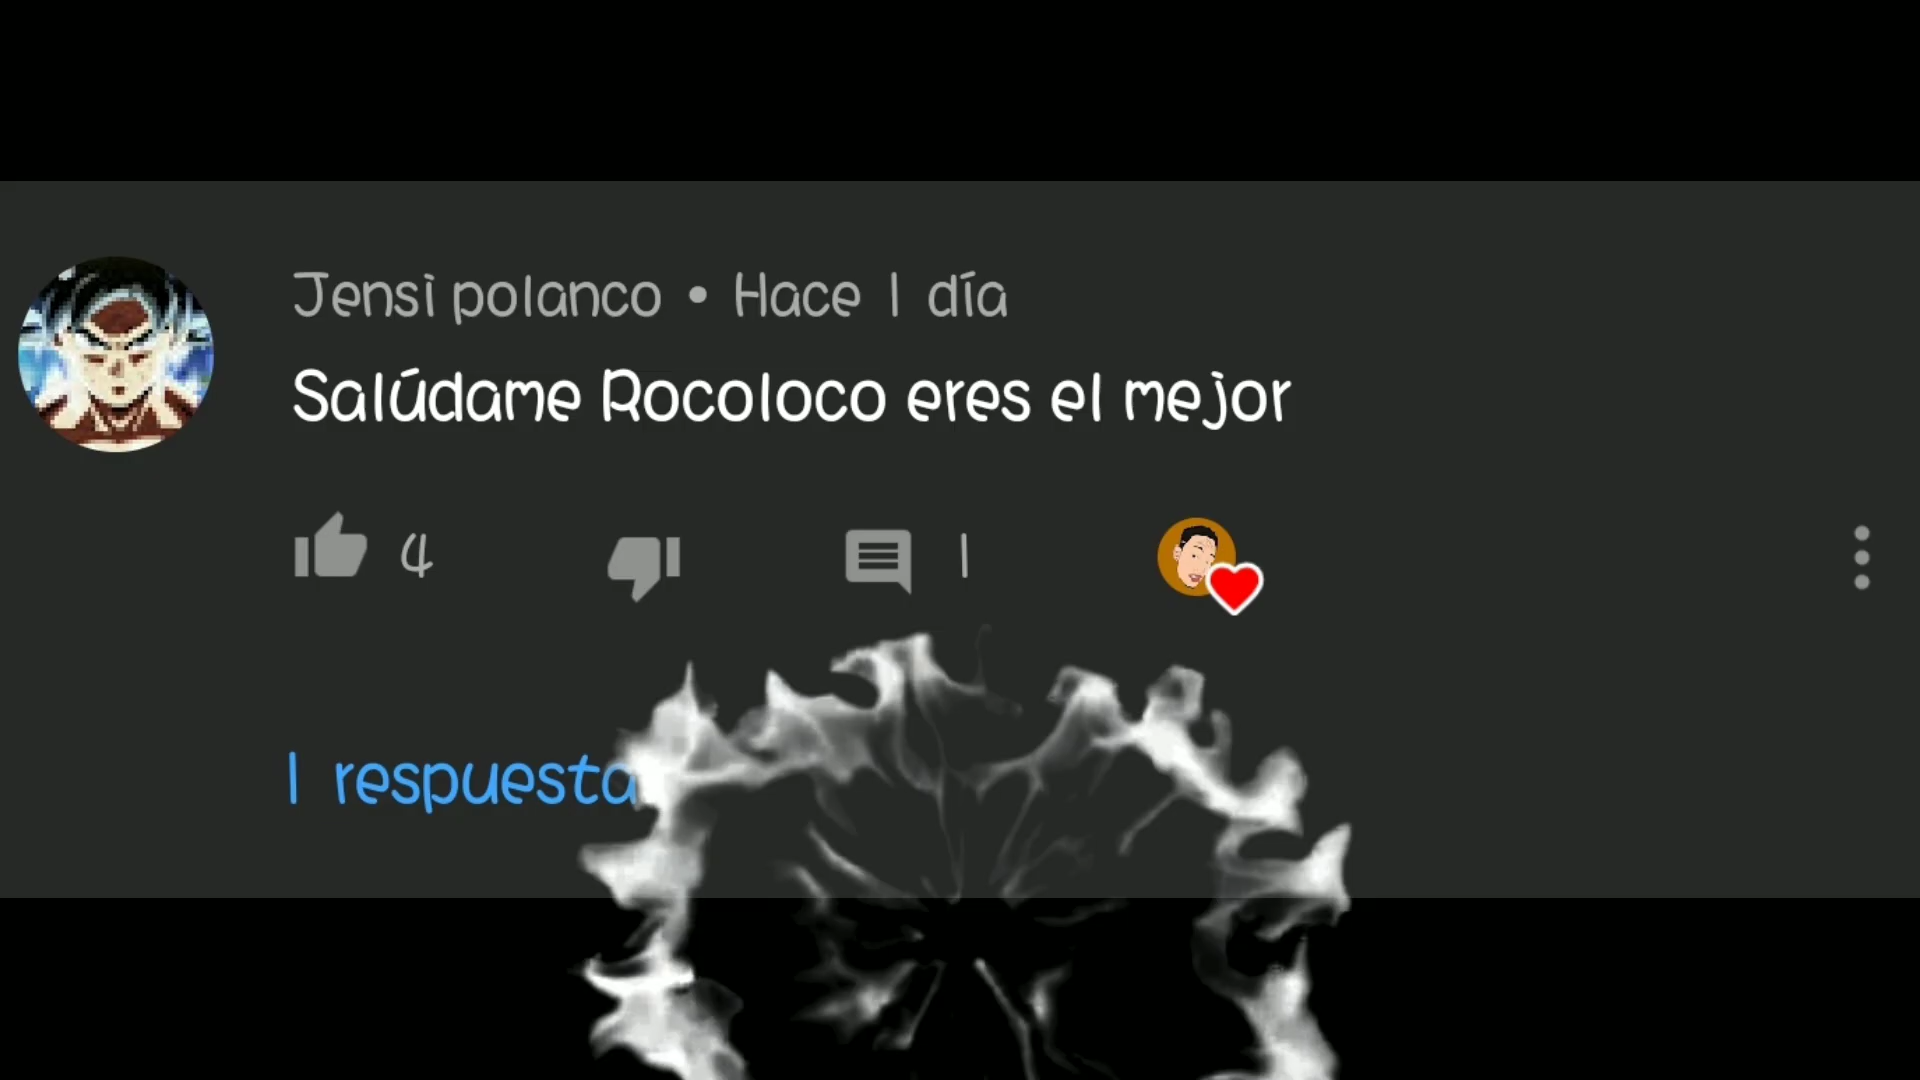 Jensi polanco • Hace 1 día
Salúdame Rocoloco eres el mejor
4 1
1 respuesta